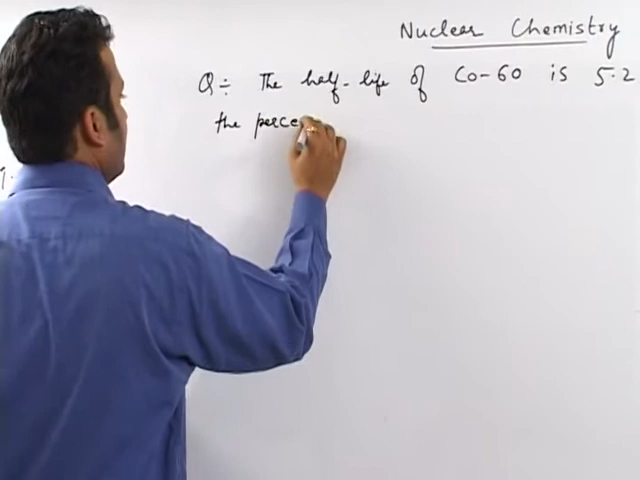 Nuclear Chemistry
Q÷ The half-life of Co-60 is 5.2
the perce